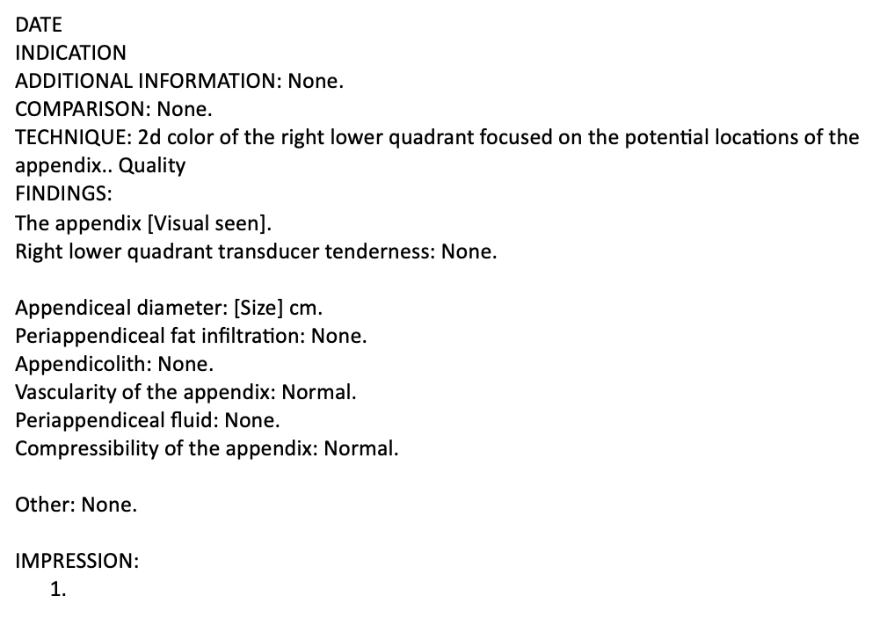 DATE
INDICATION
ADDITIONAL INFORMATION: None.
COMPARISON: None.
TECHNIQUE: 2d color of the right lower quadrant focused on the potential locations of the
appendix.. Quality
FINDINGS:
The appendix [Visual seen].
Right lower quadrant transducer tenderness: None.
Appendiceal diameter: [Size] cm.
Periappendiceal fat infiltration: None.
Appendicolith: None.
Vascularity of the appendix: Normal.
Periappendiceal fluid: None.
Compressibility of the appendix: Normal.
Other: None.
IMPRESSION:
1.